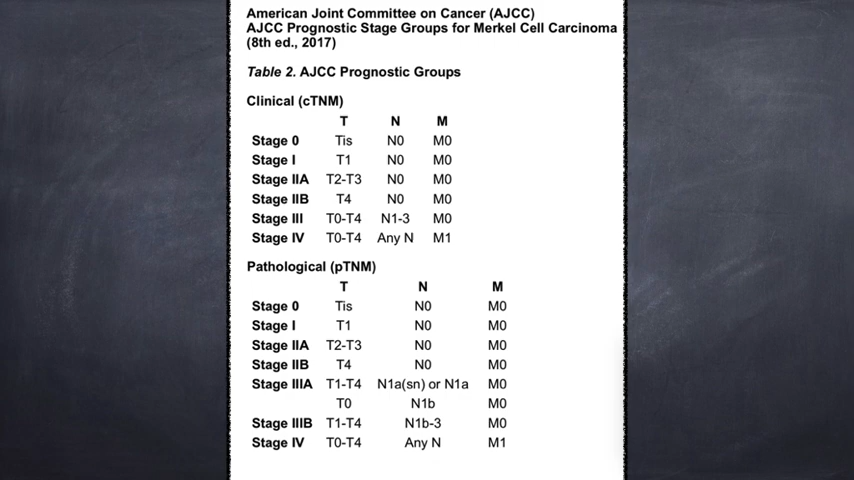 American Joint Committee on Cancer (AJCC)
AJCC Prognostic Stage Groups for Merkel Cell Carcinoma
(8th ed., 2017)
Table 2. AJCC Prognostic Groups
Clinical (cTNM)
T N M
Stage 0 Tis N0 M0
Stage I T1 N0 M0
Stage IIA T2-T3 N0 M0
Stage IIB T4 N0 M0
Stage III T0-T4 N1-3 M0
Stage IV T0-T4 Any N M1
Pathological (pTNM)
T N M
Stage 0 Tis N0 M0
Stage I T1 N0 M0
Stage IIA T2-T3 N0 M0
Stage IIB T4 N0 M0
Stage IIIA T1-T4 N1a(sn) or N1a M0
T0 N1b M0
Stage IIIB T1-T4 N1b-3 M0
Stage IV T0-T4 Any N M1